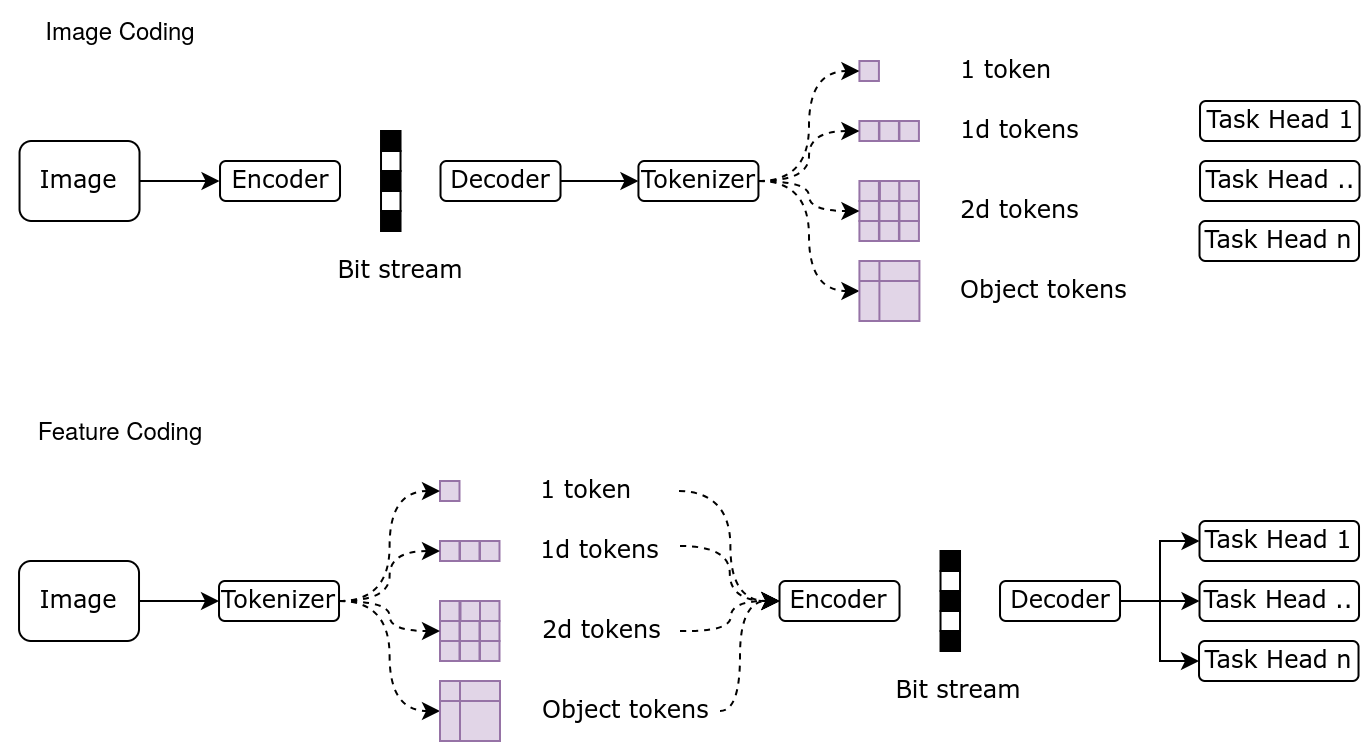 Image Coding
Image
Encoder
Bit stream
Decoder
Tokenizer
1 token
1d tokens
2d tokens
Object tokens
Task Head 1
Task Head ..
Task Head n
Feature Coding
Image
Tokenizer
1 token
1d tokens
2d tokens
Object tokens
Encoder
Bit stream
Decoder
Task Head 1
Task Head ..
Task Head n